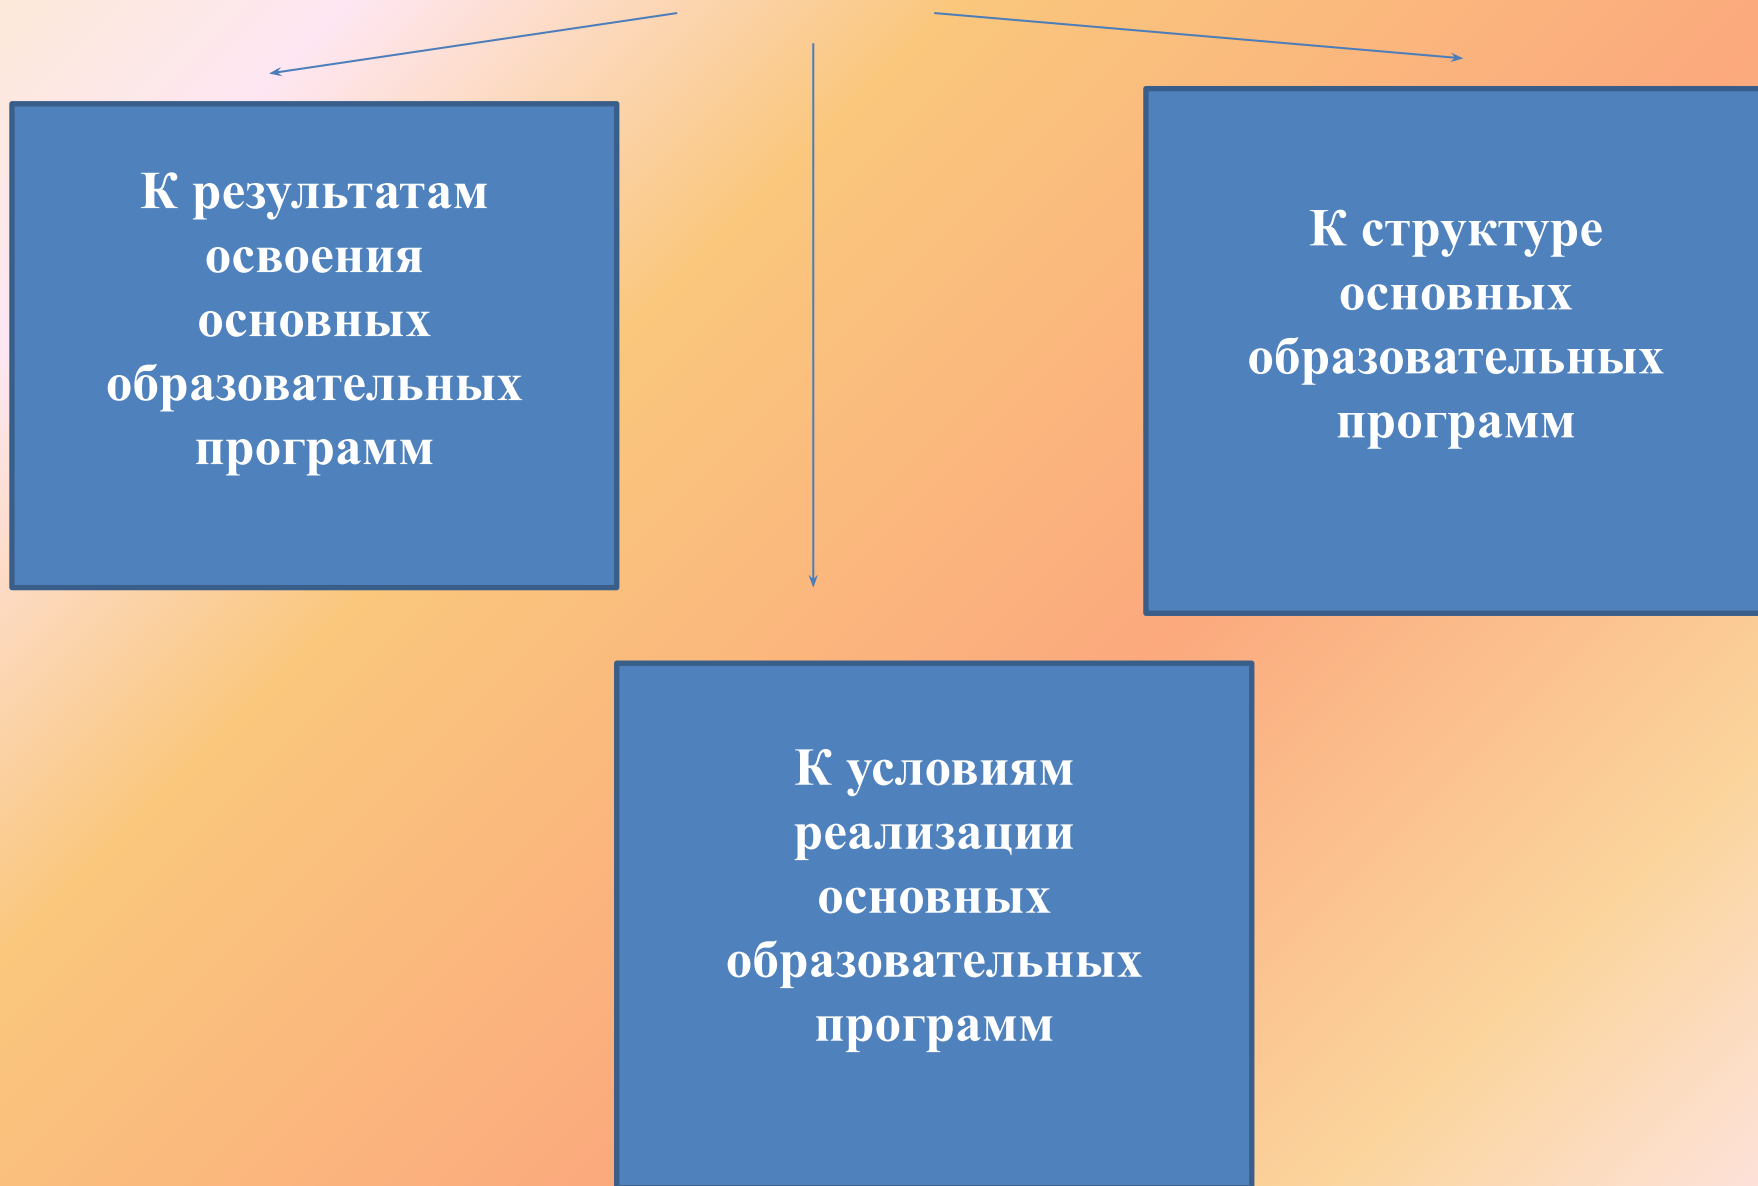 К результатам
освоения
основных
образовательных
программ
К структуре
основных
образовательных
программ
К условиям
реализации
основных
образовательных
программ